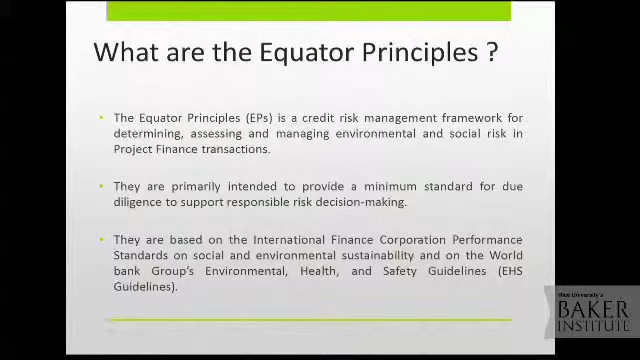 What are the Equator Principles ?
• The Equator Principles (EPs) is a credit risk management framework for
determining, assessing and managing environmental and social risk in
Project Finance transactions.
• They are primarily intended to provide a minimum standard for due
diligence to support responsible risk decision-making.
• They are based on the International Finance Corporation Performance
Standards on social and environmental sustainability and on the World
bank Group's Environmental, Health, and Safety Guidelines (EHS
Guidelines).
Rice University's
BAKER
INSTITUTE